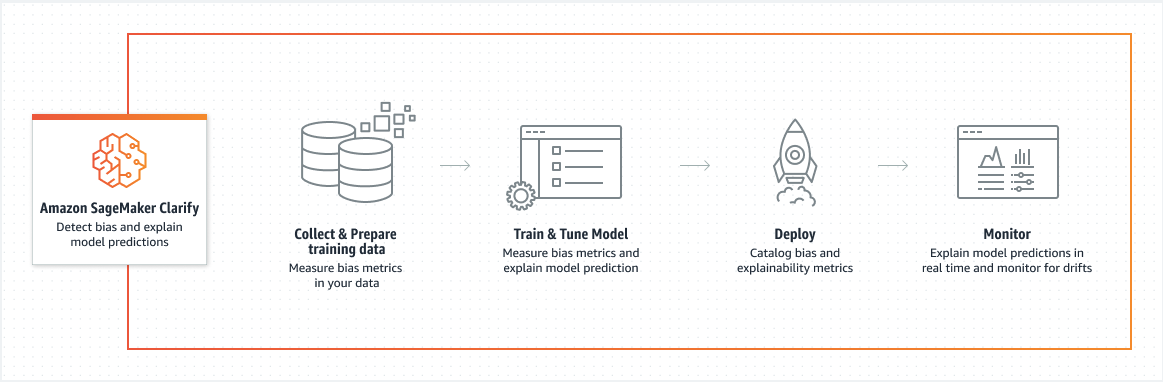 Amazon SageMaker Clarify
Detect bias and explain
model predictions
Collect & Prepare
training data
Measure bias metrics
in your data
Train & Tune Model
Measure bias metrics and
explain model prediction
Deploy
Catalog bias and
explainability metrics
Monitor
Explain model predictions in
real time and monitor for drifts